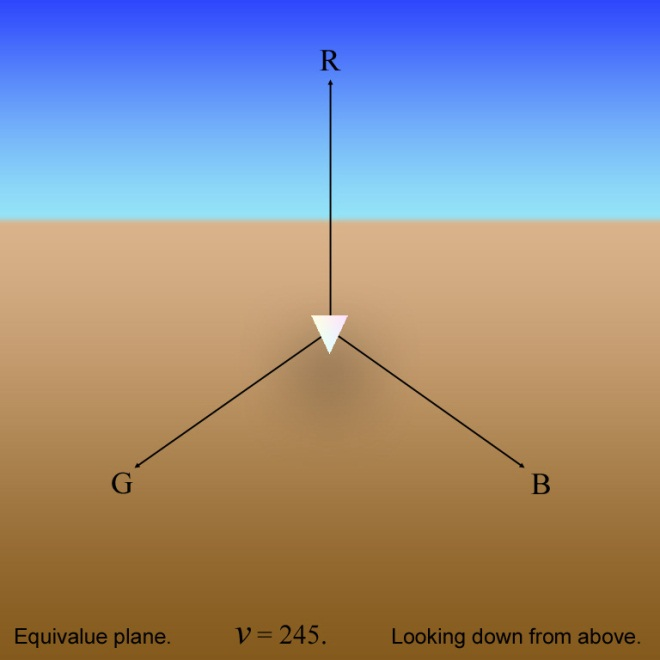 R
G
B
Equivalue plane. v = 245. Looking down from above.